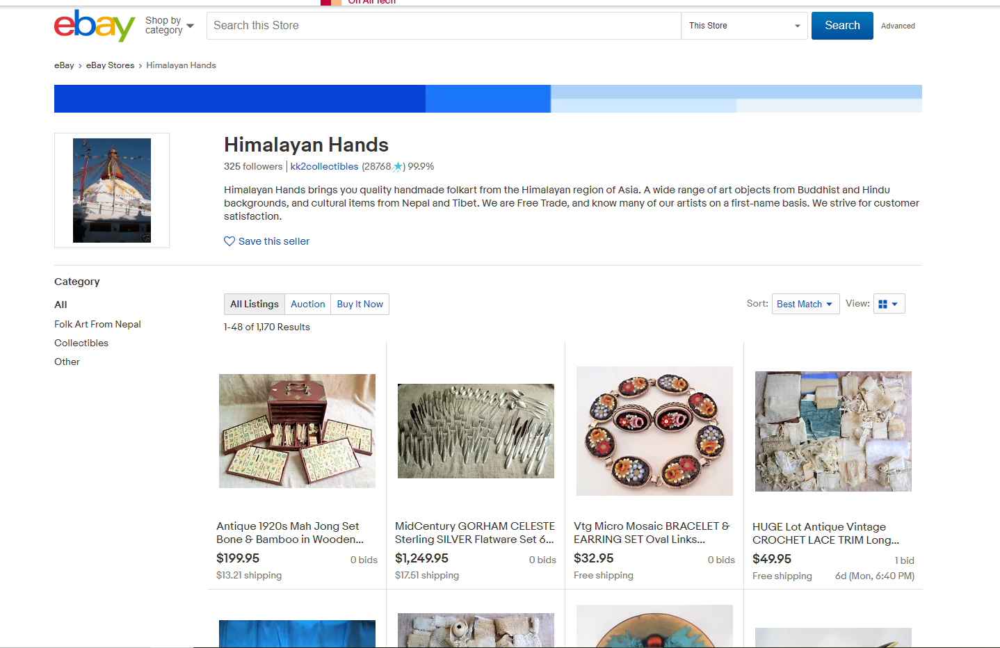 On All Tech
ebay
Shop by
category
Search this Store
This Store
Search
Advanced
eBay > eBay Stores > Himalayan Hands
Himalayan Hands
325 followers | kk2collectibles (28768) 99.9%
Himalayan Hands brings you quality handmade folkart from the Himalayan region of Asia. A wide range of art objects from Buddhist and Hindu
backgrounds, and cultural items from Nepal and Tibet. We are Free Trade, and know many of our artists on a first-name basis. We strive for customer
satisfaction.
Save this seller
Category
All
Folk Art From Nepal
Collectibles
Other
All Listings
Auction
Buy It Now
Sort:
Best Match
View:
1-48 of 1,170 Results
Antique 1920s Mah Jong Set
Bone & Bamboo in Wooden...
$199.95
0 bids
$13.21 shipping
MidCentury GORHAM CELESTE
Sterling SILVER Flatware Set 6...
$1,249.95
0 bids
$17.51 shipping
Vtg Micro Mosaic BRACELET &
EARRING SET Oval Links...
$32.95
0 bids
Free shipping
HUGE Lot Antique Vintage
CROCHET LACE TRIM Long...
$49.95
1 bid
Free shipping
6d (Mon, 6:40 PM)